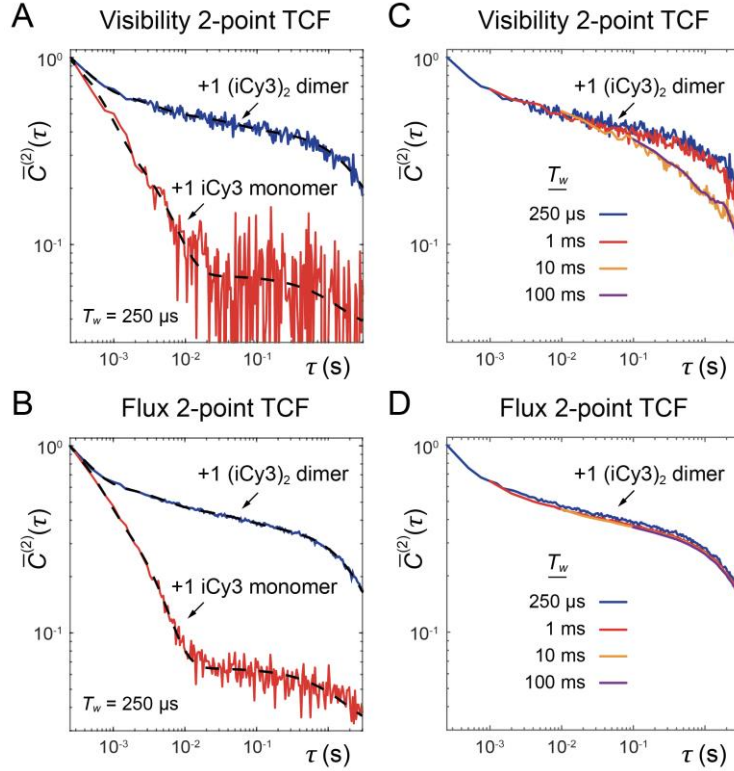 A
Visibility 2-point TCF
10⁰
10⁻¹
C̅⁽²⁾(τ)
+1 (iCy3)₂ dimer
+1 iCy3 monomer
T_w = 250 µs
10⁻³
10⁻²
10⁻¹
10⁰
τ (s)
C
Visibility 2-point TCF
10⁰
10⁻¹
C̅⁽²⁾(τ)
+1 (iCy3)₂ dimer
T_w
250 µs
1 ms
10 ms
100 ms
10⁻³
10⁻²
10⁻¹
10⁰
τ (s)
B
Flux 2-point TCF
10⁰
10⁻¹
C̅⁽²⁾(τ)
+1 (iCy3)₂ dimer
+1 iCy3 monomer
T_w = 250 µs
10⁻³
10⁻²
10⁻¹
10⁰
τ (s)
D
Flux 2-point TCF
10⁰
10⁻¹
C̅⁽²⁾(τ)
+1 (iCy3)₂ dimer
T_w
250 µs
1 ms
10 ms
100 ms
10⁻³
10⁻²
10⁻¹
10⁰
τ (s)